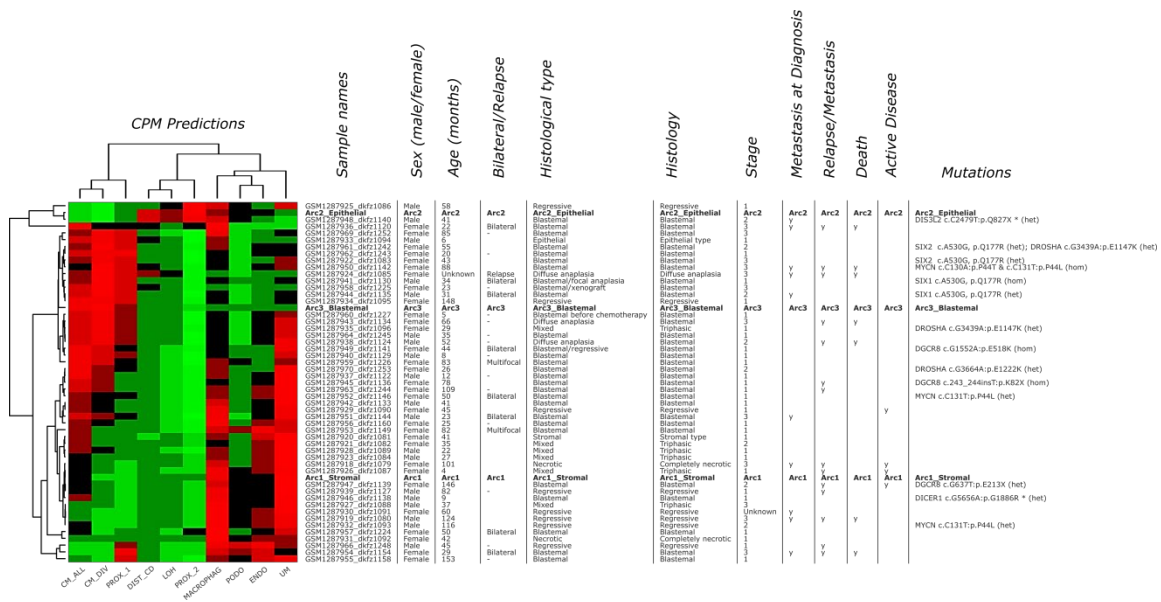 CPM Predictions
Sample names
Sex (male/female)
Age (months)
Bilateral/Relapse
Histological type
Histology
Stage
Metastasis at Diagnosis
Relapse/Metastasis
Death
Active Disease
Mutations
GSM1287925_dkfz1086 Male 58 Regressive Regressive 1
Arc2_Epithelial Arc2 Arc2 Arc2 Arc2_Epithelial Arc2_Epithelial Arc2 Arc2 Arc2 Arc2 Arc2 Arc2_Epithelial
GSM1287948_dkfz1140 Male 41 Blastemal Blastemal 2 y DIS3L2 c.C2479T:p.Q827X * (het)
GSM1287936_dkfz1120 Female 22 Bilateral Blastemal Blastemal 3 y y y
GSM1287969_dkfz1252 Female 85 - Blastemal Blastemal 3
GSM1287933_dkfz1094 Male 6 Epithelial Epithelial type 1
GSM1287961_dkfz1242 Female 55 Blastemal Blastemal 2 SIX2 c.A530G, p.Q177R (het); DROSHA c.G3439A:p.E1147K (het)
GSM1287962_dkfz1243 Female 20 - Blastemal Blastemal 1
GSM1287922_dkfz1083 Female 43 Blastemal Blastemal 3 SIX2 c.A530G, p.Q177R (het)
GSM1287950_dkfz1142 Male 88 Blastemal Blastemal 3 y y y MYCN c.C130A:p.P44T & c.C131T:p.P44L (hom)
GSM1287924_dkfz1085 Female Unknown Relapse Diffuse anaplasia Diffuse anaplasia 3 y y
GSM1287941_dkfz1130 Male 34 Bilateral Blastemal/focal anaplasia Blastemal 1 SIX1 c.A530G, p.Q177R (hom)
GSM1287958_dkfz1225 Female 23 - Blastemal/xenograft Blastemal 3
GSM1287944_dkfz1135 Male 31 Bilateral Blastemal Blastemal 2 y SIX1 c.A530G, p.Q177R (het)
GSM1287934_dkfz1095 Female 148 Regressive Regressive 1
Arc3_Blastemal Arc3 Arc3 Arc3 Arc3_Blastemal Arc3_Blastemal Arc3 Arc3 Arc3 Arc3 Arc3 Arc3_Blastemal
GSM1287960_dkfz1227 Female 5 - Blastemal before chemotherapy Blastemal 1
GSM1287943_dkfz1134 Female 66 - Diffuse anaplasia Blastemal 3 y y
GSM1287935_dkfz1096 Female 29 Mixed Triphasic 1 DROSHA c.G3439A:p.E1147K (het)
GSM1287964_dkfz1245 Male 35 - Blastemal Blastemal 1
GSM1287938_dkfz1124 Male 52 - Diffuse anaplasia Blastemal 2 y y
GSM1287949_dkfz1141 Female 44 Bilateral Blastemal/regressive Blastemal 1 DGCR8 c.G1552A:p.E518K (hom)
GSM1287940_dkfz1129 Male 8 - Blastemal Blastemal 1
GSM1287959_dkfz1226 Female 83 Multifocal Blastemal Blastemal 1
GSM1287970_dkfz1253 Female 26 Blastemal Blastemal 2 DROSHA c.G3664A:p.E1222K (het)
GSM1287937_dkfz1122 Male 12 - Blastemal Blastemal 1
GSM1287945_dkfz1136 Female 78 Blastemal Blastemal 1 y DGCR8 c.243_244insT:p.KB2X (hom)
GSM1287963_dkfz1244 Female 109 - Blastemal Blastemal 1 y
GSM1287952_dkfz1146 Female 50 Bilateral Blastemal Blastemal 1 MYCN c.C131T:p.P44L (het)
GSM1287942_dkfz1133 Male 41 Blastemal Blastemal 1
GSM1287929_dkfz1090 Female 45 Regressive Regressive 1 y
GSM1287951_dkfz1144 Male 23 Bilateral Blastemal Blastemal 3 y
GSM1287956_dkfz1160 Female 25 - Blastemal Blastemal 1
GSM1287953_dkfz1149 Female 82 Multifocal Blastemal Blastemal 1
GSM1287920_dkfz1081 Female 41 Stromal Stromal type 1
GSM1287921_dkfz1082 Female 35 Mixed Triphasic 2
GSM1287928_dkfz1089 Male 22 Mixed Triphasic 1
GSM1287923_dkfz1084 Female 27 Mixed Triphasic 1
GSM1287918_dkfz1079 Female 101 Necrotic Completely necrotic 3 y y y
GSM1287926_dkfz1087 Female 4 Mixed Triphasic 1 y y
Arc1_Stromal Arc1 Arc1 Arc1 Arc1_Stromal Arc1_Stromal Arc1 Arc1 Arc1 Arc1 Arc1 Arc1_Stromal
GSM1287947_dkfz1139 Female 146 Blastemal Blastemal 2 y y DGCR8 c.G637T:p.E213X (het)
GSM1287939_dkfz1127 Male 82 - Regressive Regressive 1 y
GSM1287946_dkfz1138 Male 9 Blastemal Blastemal 1 DICER1 c.G5656A:p.G1886R * (het)
GSM1287927_dkfz1088 Male 37 Mixed Triphasic 3
GSM1287930_dkfz1091 Female 60 Regressive Regressive Unknown y
GSM1287919_dkfz1080 Male 124 Regressive Regressive 3 y y y
GSM1287932_dkfz1093 Male 116 Regressive Regressive 2 MYCN c.C131T:p.P44L (het)
GSM1287957_dkfz1224 Female 50 Bilateral Blastemal Blastemal 1
GSM1287931_dkfz1092 Female 42 Necrotic Completely necrotic 1
GSM1287966_dkfz1248 Male 45 - Regressive Regressive 1 y
GSM1287954_dkfz1154 Female 29 Bilateral Blastemal Blastemal 3 y y y
GSM1287955_dkfz1158 Female 153 - Blastemal Blastemal 1
CM_ALL CM_DIV PROX_1 DIST_CD LOH PROX_2 MACROPHAG PODO ENDO UM